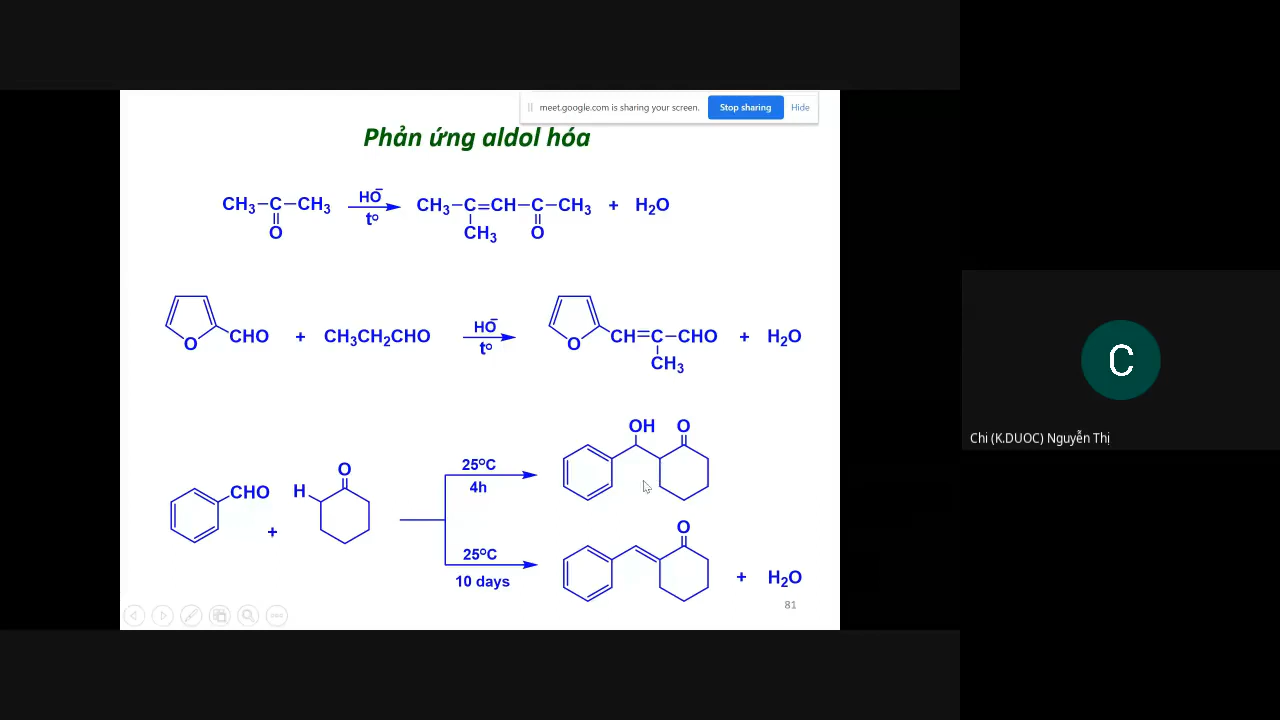 meet.google.com is sharing your screen. Stop sharing Hide
Phản ứng aldol hóa
CH₃–C–CH₃ HO⁻ CH₃–C=CH–C–CH₃ + H₂O
O t° CH₃ O
CHO + CH₃CH₂CHO HO⁻ CH=C–CHO + H₂O
O t° O CH₃
OH O
25°C
4h
CHO H O
+
25°C
10 days
O
+ H₂O
81
C
Chi (K.DUOC) Nguyễn Thị